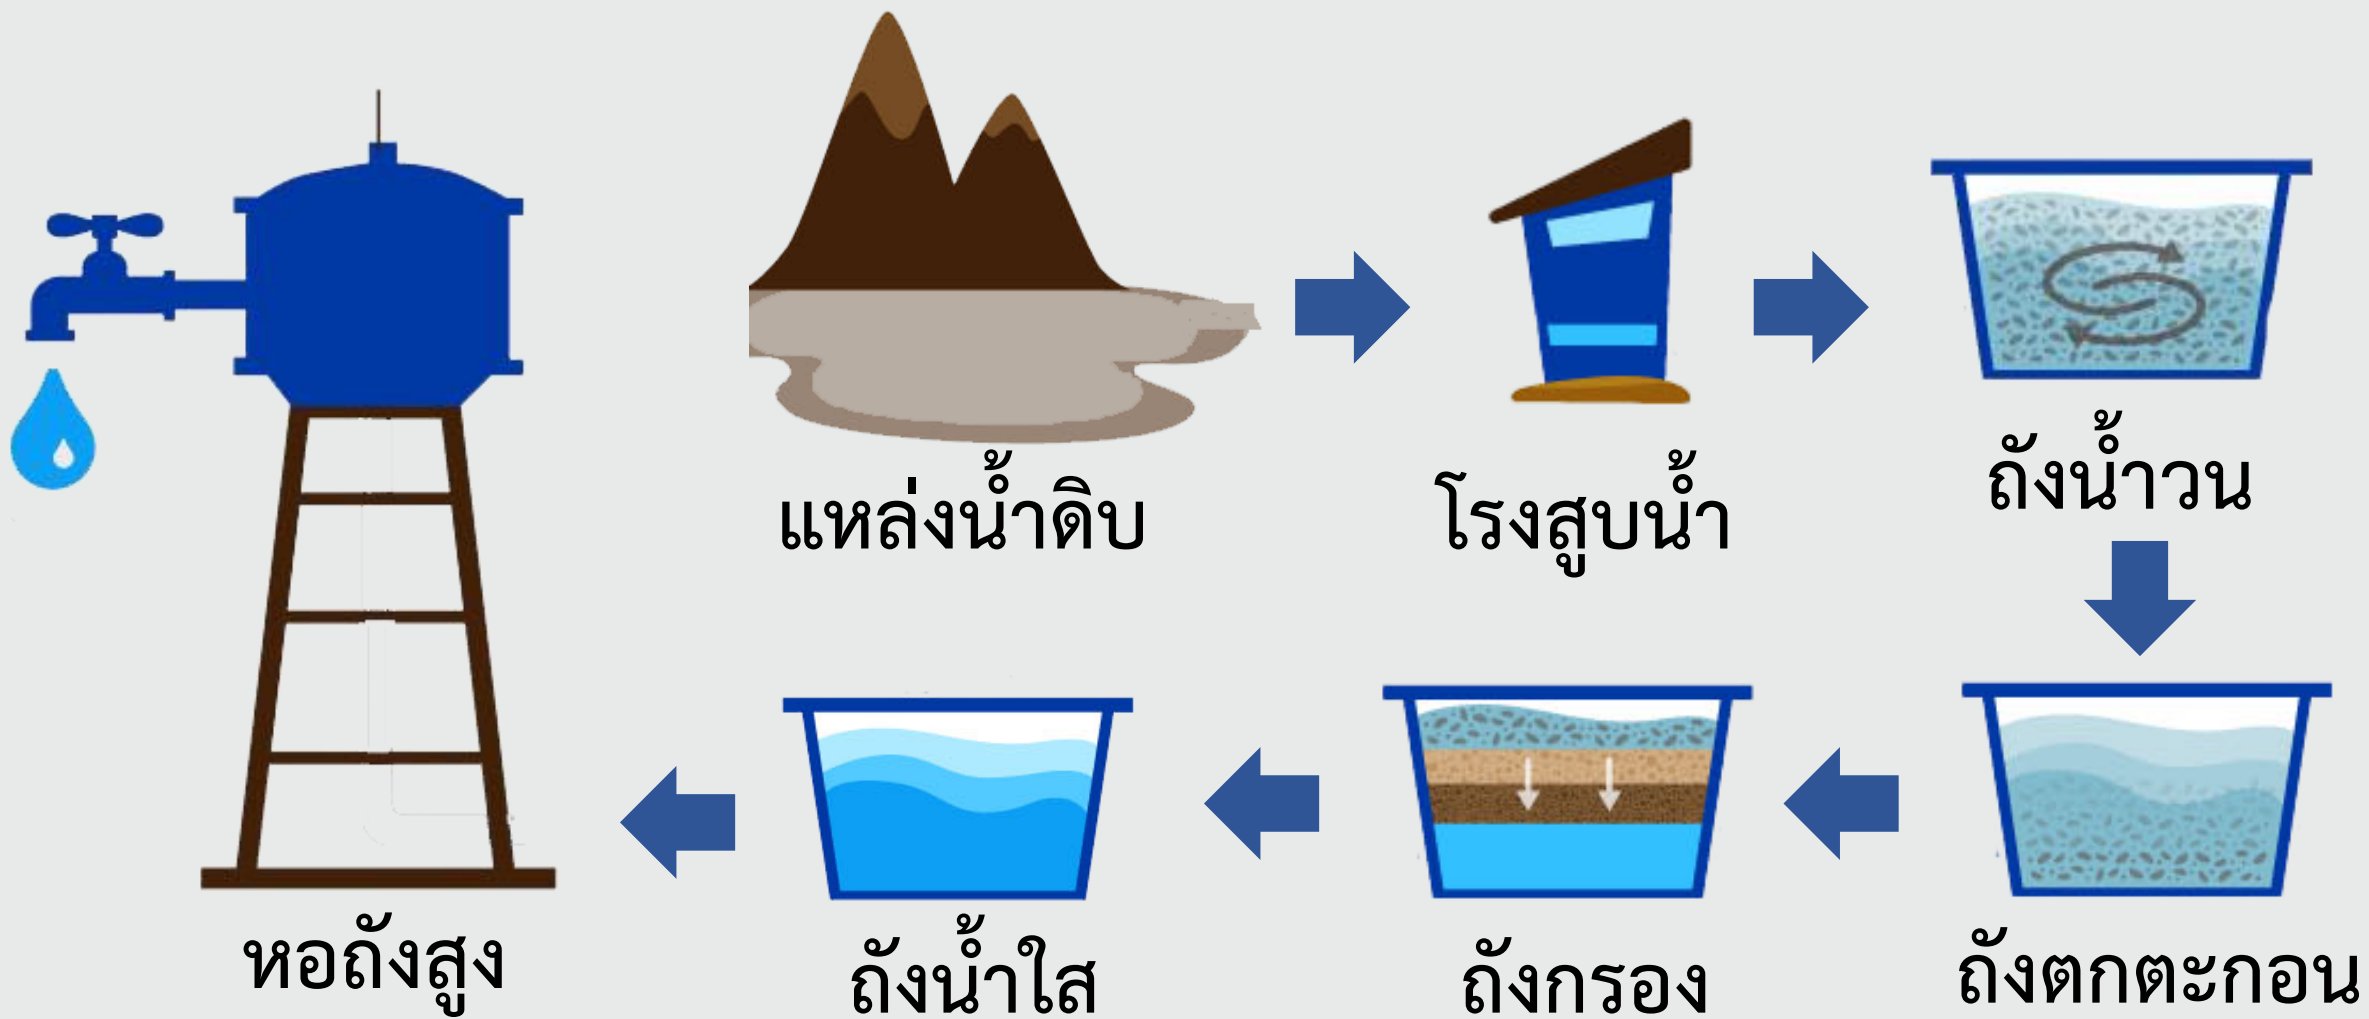 แหล่งน้ำดิบ
โรงสูบน้ำ
ถังน้ำวน
ถังตกตะกอน
ถังกรอง
ถังน้ำใส
หอถังสูง